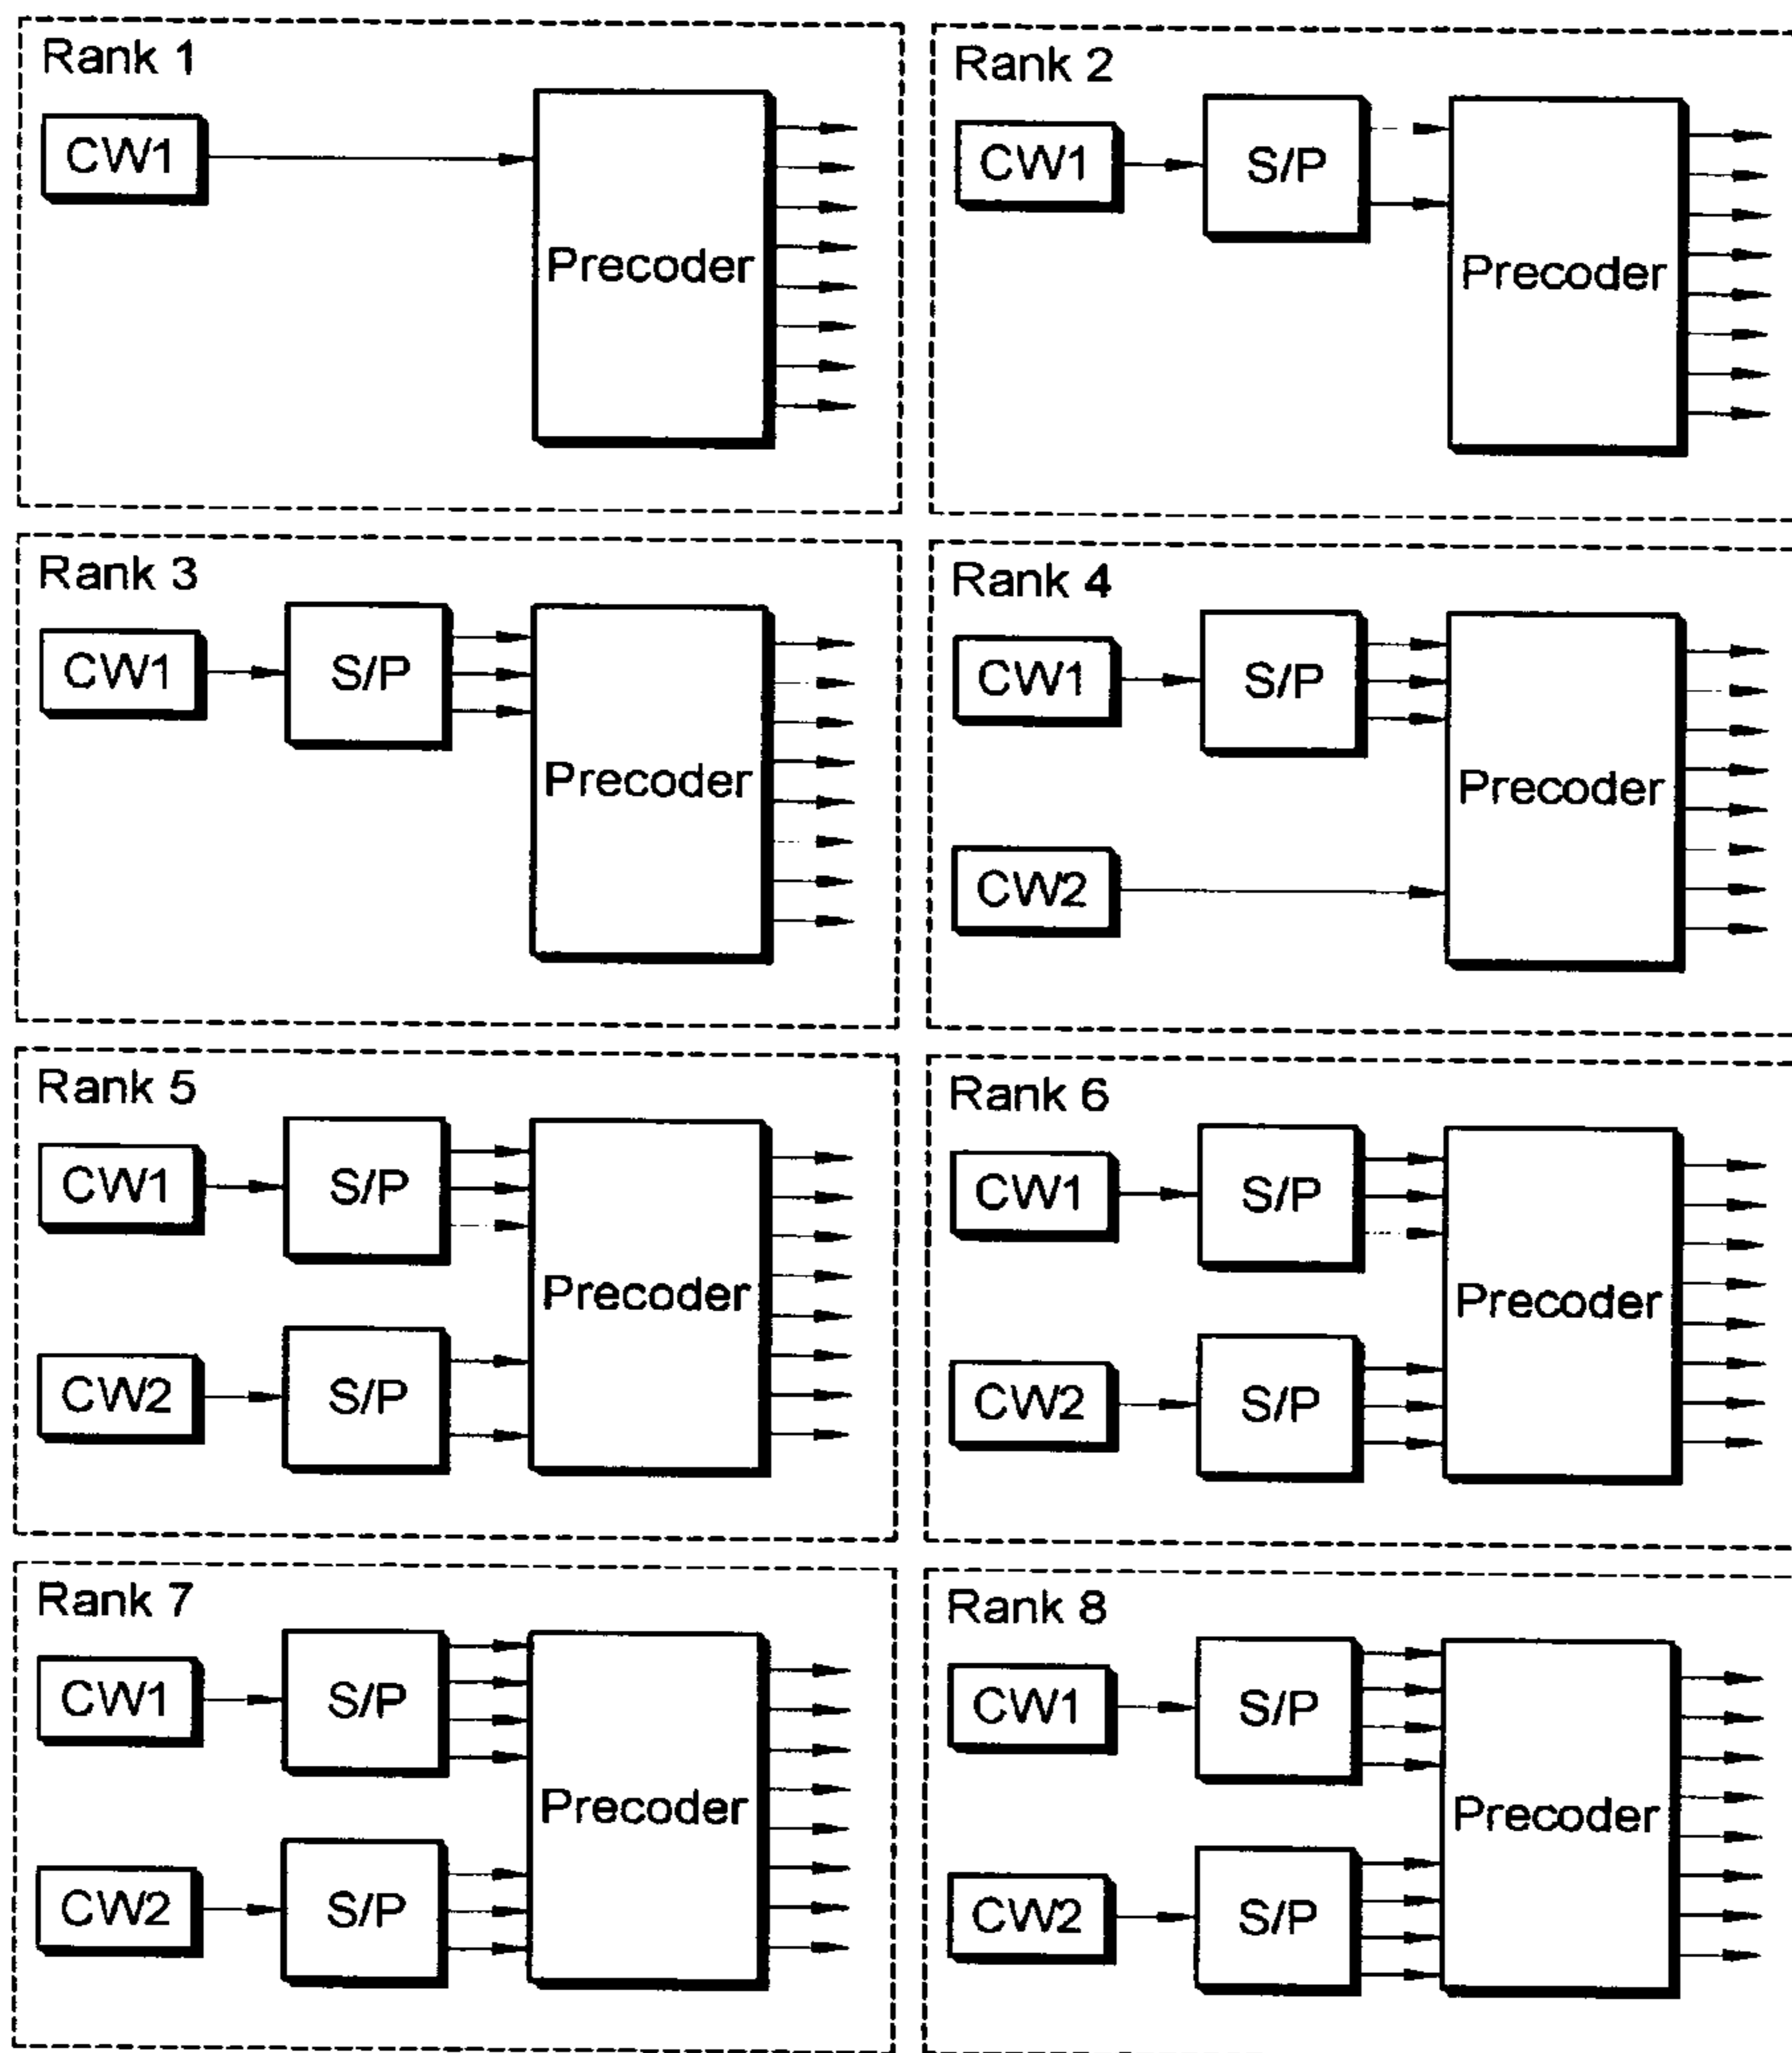 Rank 1
CW1
Precoder
Rank 2
CW1
S/P
Precoder
Rank 3
CW1
S/P
Precoder
Rank 4
CW1
S/P
Precoder
CW2
Rank 5
CW1
S/P
Precoder
CW2
S/P
Rank 6
CW1
S/P
Precoder
CW2
S/P
Rank 7
CW1
S/P
Precoder
CW2
S/P
Rank 8
CW1
S/P
Precoder
CW2
S/P